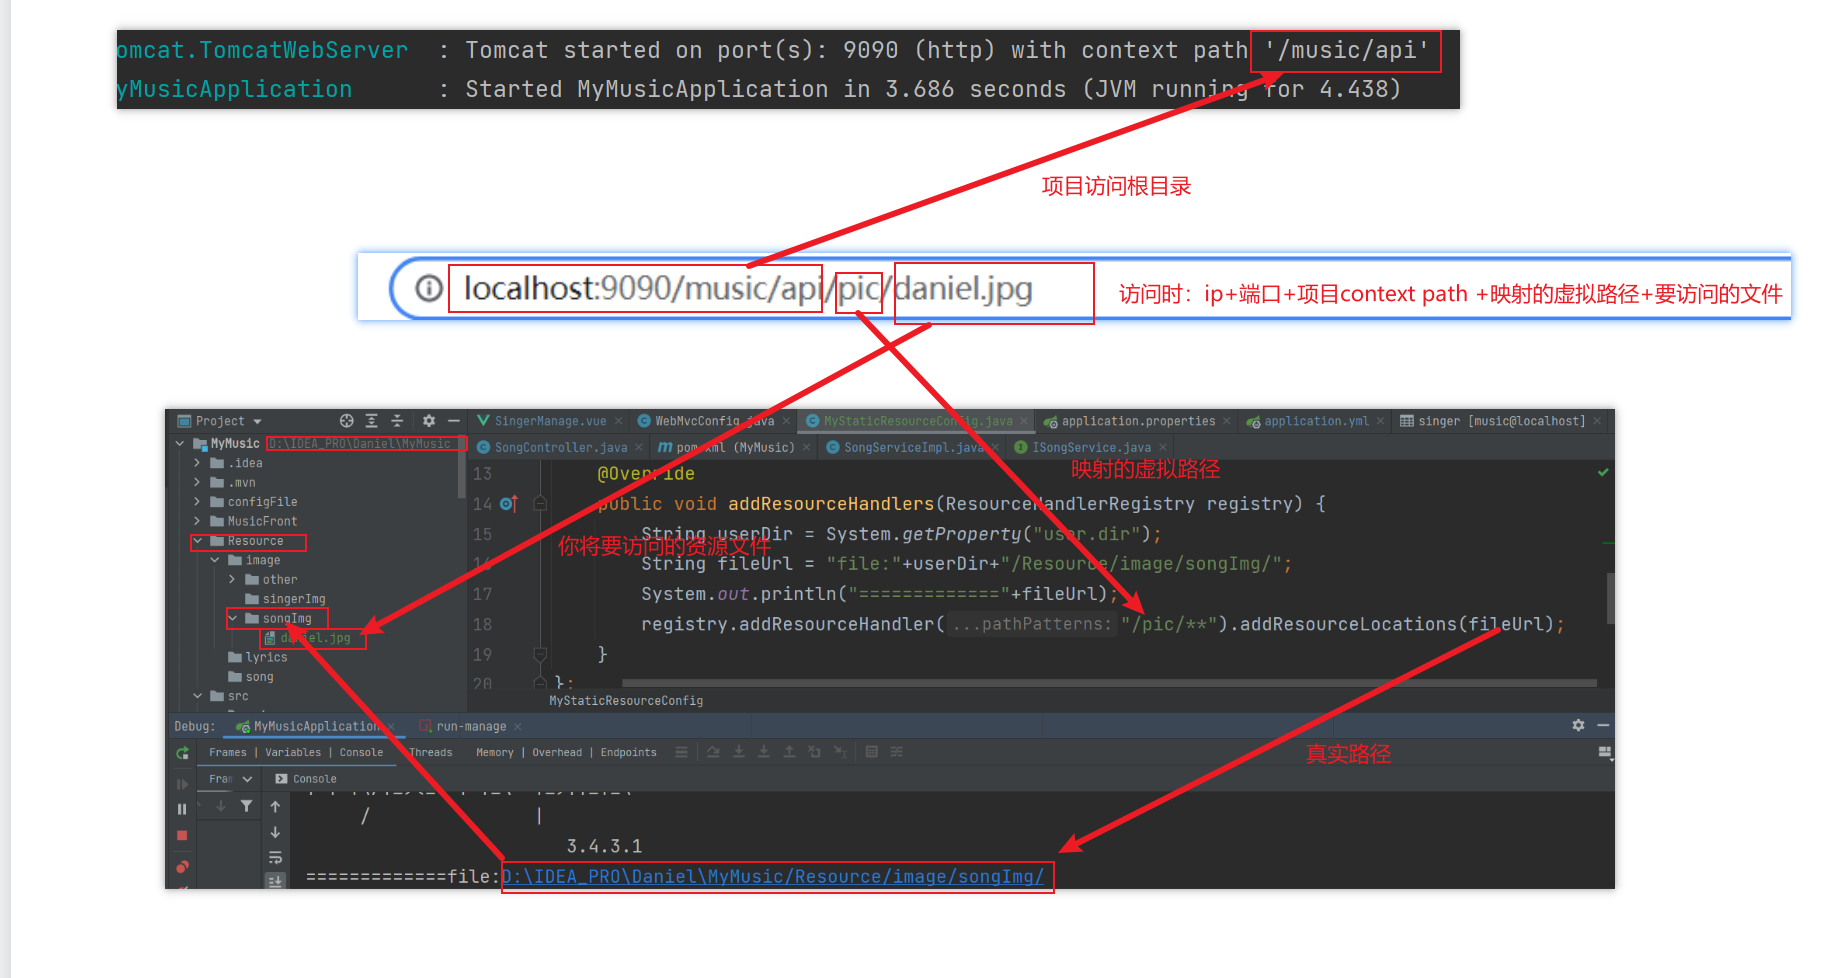 omcat.TomcatWebServer : Tomcat started on port(s): 9090 (http) with context path '/music/api'
yMusicApplication : Started MyMusicApplication in 3.686 seconds (JVM running for 4.438)
项目访问根目录
localhost:9090/music/api/pic/daniel.jpg
访问时：ip+端口+项目context path +映射的虚拟路径+要访问的文件
Project
SingerManage.vue
WebMvcConfig.java
MyStaticResourceConfig.java
application.properties
application.yml
singer [music@localhost]
MyMusic D:\IDEA_PRO\Daniel\MyMusic
SongController.java
pom.xml (MyMusic)
SongServiceImpl.java
ISongService.java
.idea
.mvn
configFile
MusicFront
Resource
image
other
singerImg
songImg
daniel.jpg
lyrics
song
src
映射的虚拟路径
你将要访问的资源文件
13 @Override
14 public void addResourceHandlers(ResourceHandlerRegistry registry) {
15 String userDir = System.getProperty("user.dir");
16 String fileUrl = "file:"+userDir+"/Resource/image/songImg/";
17 System.out.println("============="+fileUrl);
18 registry.addResourceHandler( ...pathPatterns: "/pic/**").addResourceLocations(fileUrl);
19 }
20 };
MyStaticResourceConfig
Debug: MyMusicApplication run-manage
Frames | Variables | Console Threads Memory | Overhead | Endpoints
真实路径
Console
/ |
3.4.3.1
=============file:D:\IDEA_PRO\Daniel\MyMusic/Resource/image/songImg/